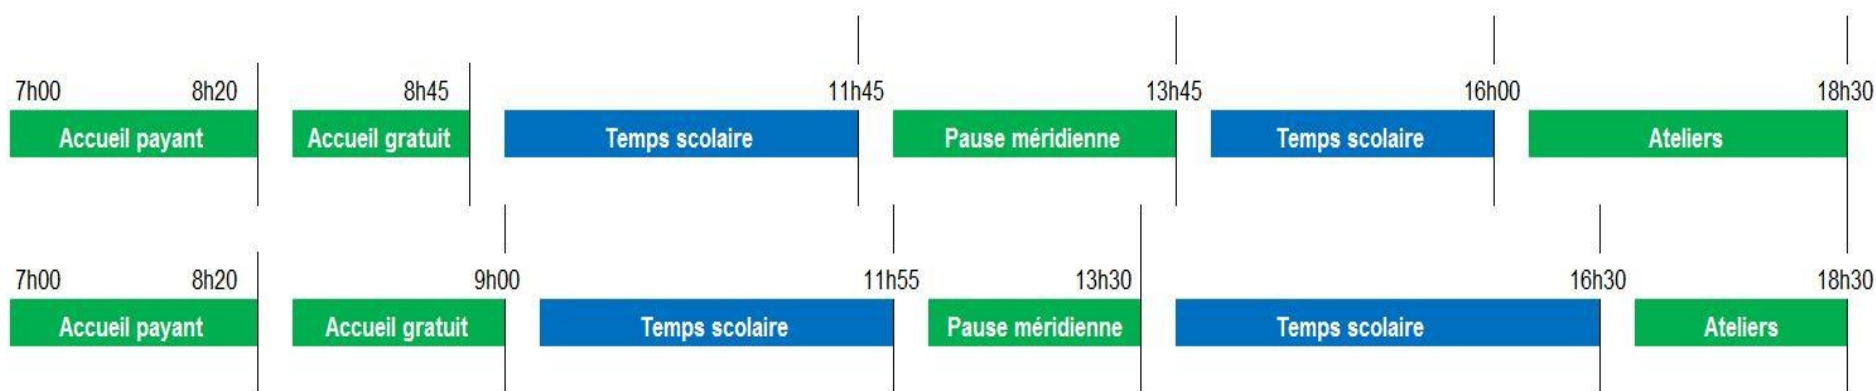 7h00 8h20 8h45 11h45 13h45 16h00 18h30
Accueil payant Accueil gratuit Temps scolaire Pause méridienne Temps scolaire Ateliers
7h00 8h20 9h00 11h55 13h30 16h30 18h30
Accueil payant Accueil gratuit Temps scolaire Pause méridienne Temps scolaire Ateliers